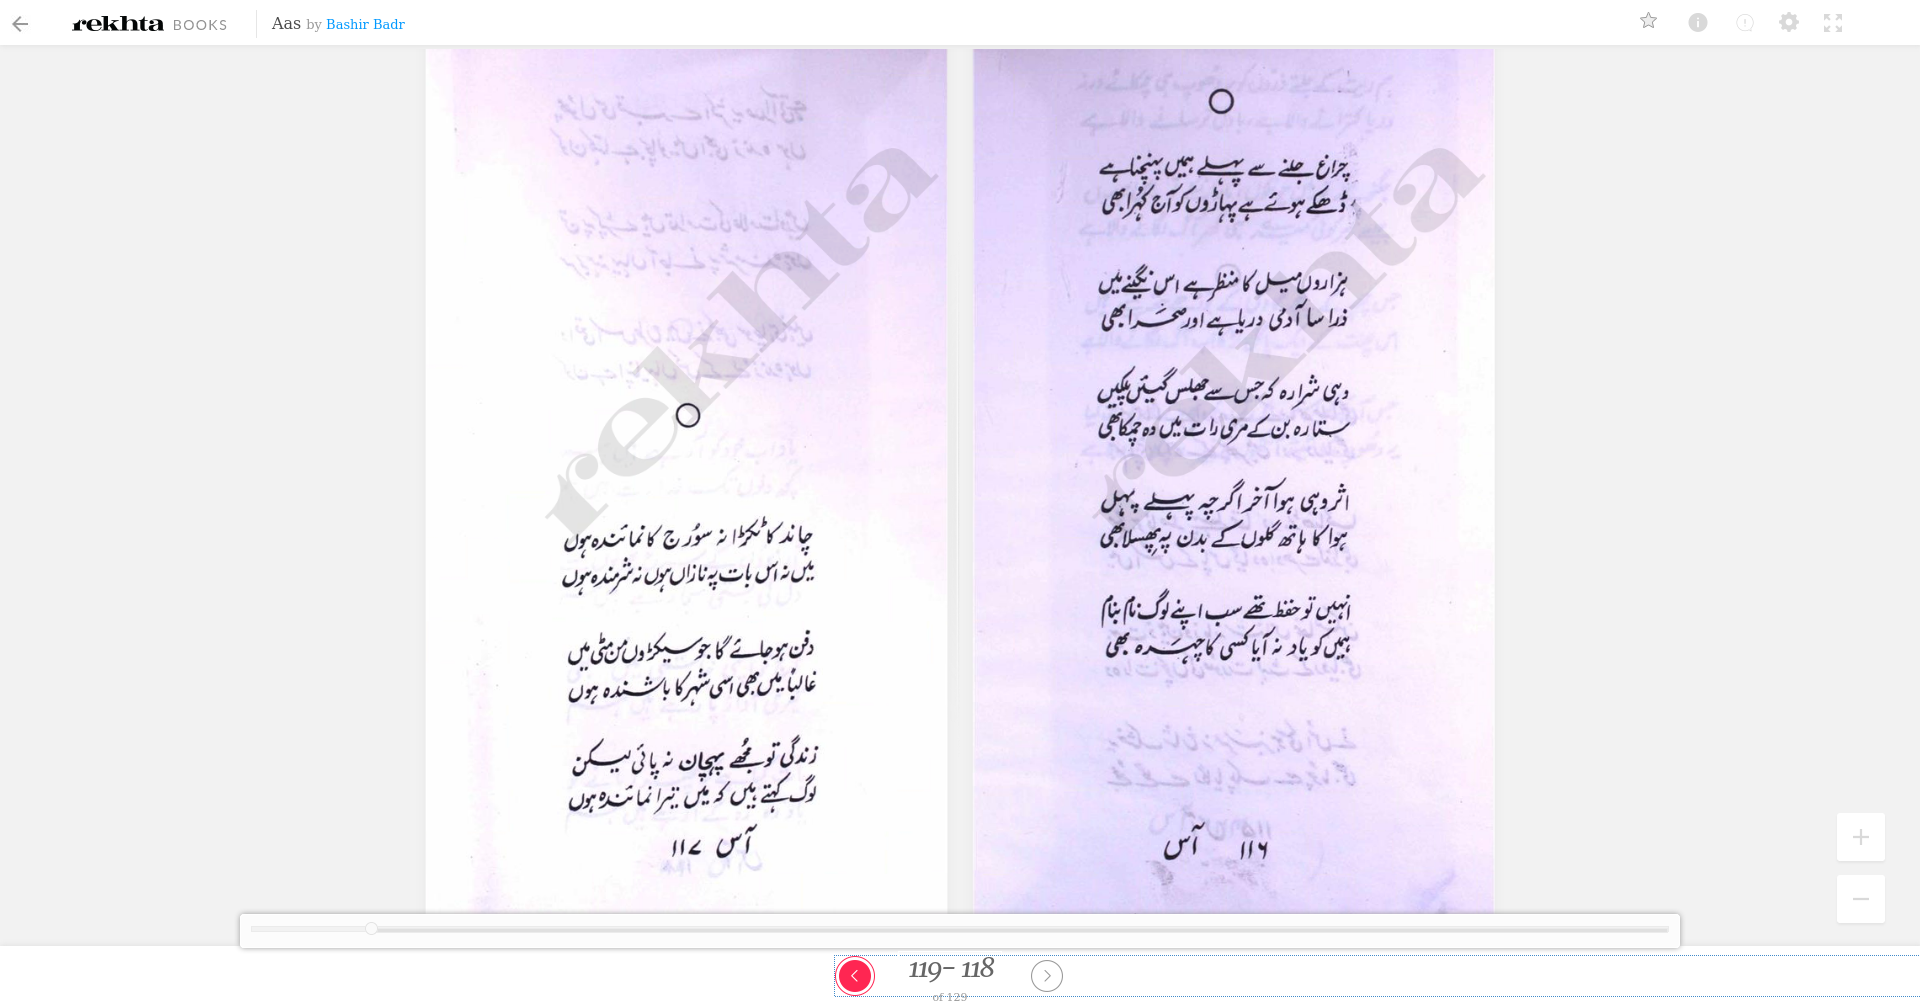 rekhta BOOKS
Aas by Bashir Badr
چراغ جلنے سے پہلے ہمیں پہنچنا ہے
ڈھکے ہوئے ہے پہاڑوں کو آج کُہرا بھی
ہزاروں میل کا منظر ہے اس نگینے میں
ذرا سا آدمی دریا ہے اور صحرا بھی
وہی شرارہ کہ جس سے جھلس گئیں پلکیں
ستارہ بن کے مری رات میں وہ چمکا بھی
اثر وہی ہوا آخر اگرچہ پہلے پہل
ہوا کا ہاتھ گلوں کے بدن پہ پھسلا بھی
انہیں تو حفظ تھے سب اپنے لوگ نام بنام
ہمیں کو یاد نہ آیا کسی کا چہرہ بھی
۱۱۶ آس
rekhta
چاند کا ٹکڑا نہ سوُرج کا نمائندہ ہوں
میں نہ اس بات پہ نازاں ہوں نہ شرمندہ ہوں
دفن ہو جائے گا جو سیکڑوں من مٹی میں
غالباً میں بھی اسی شہر کا باشندہ ہوں
زندگی تو مجُھے پہچان نہ پائی لیکن
لوگ کہتے ہیں کہ میں تیرا نمائندہ ہوں
آس ۱۱۷
rekhta
119- 118
of 129